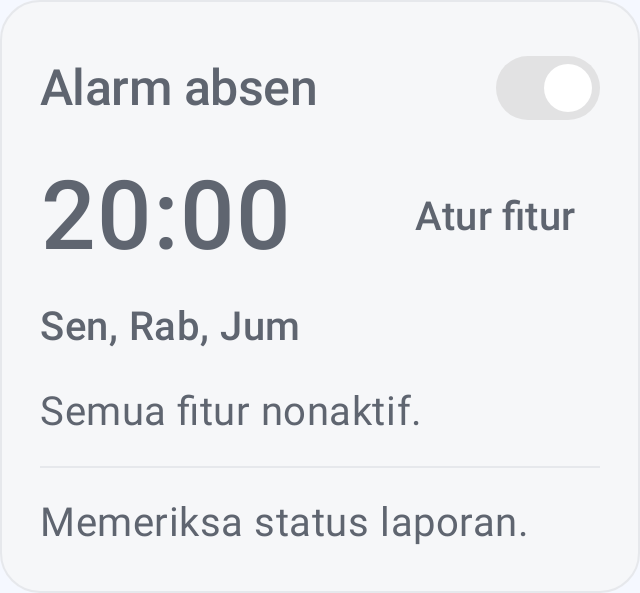 Alarm absen
20:00
Atur fitur
Sen, Rab, Jum
Semua fitur nonaktif.
Memeriksa status laporan.